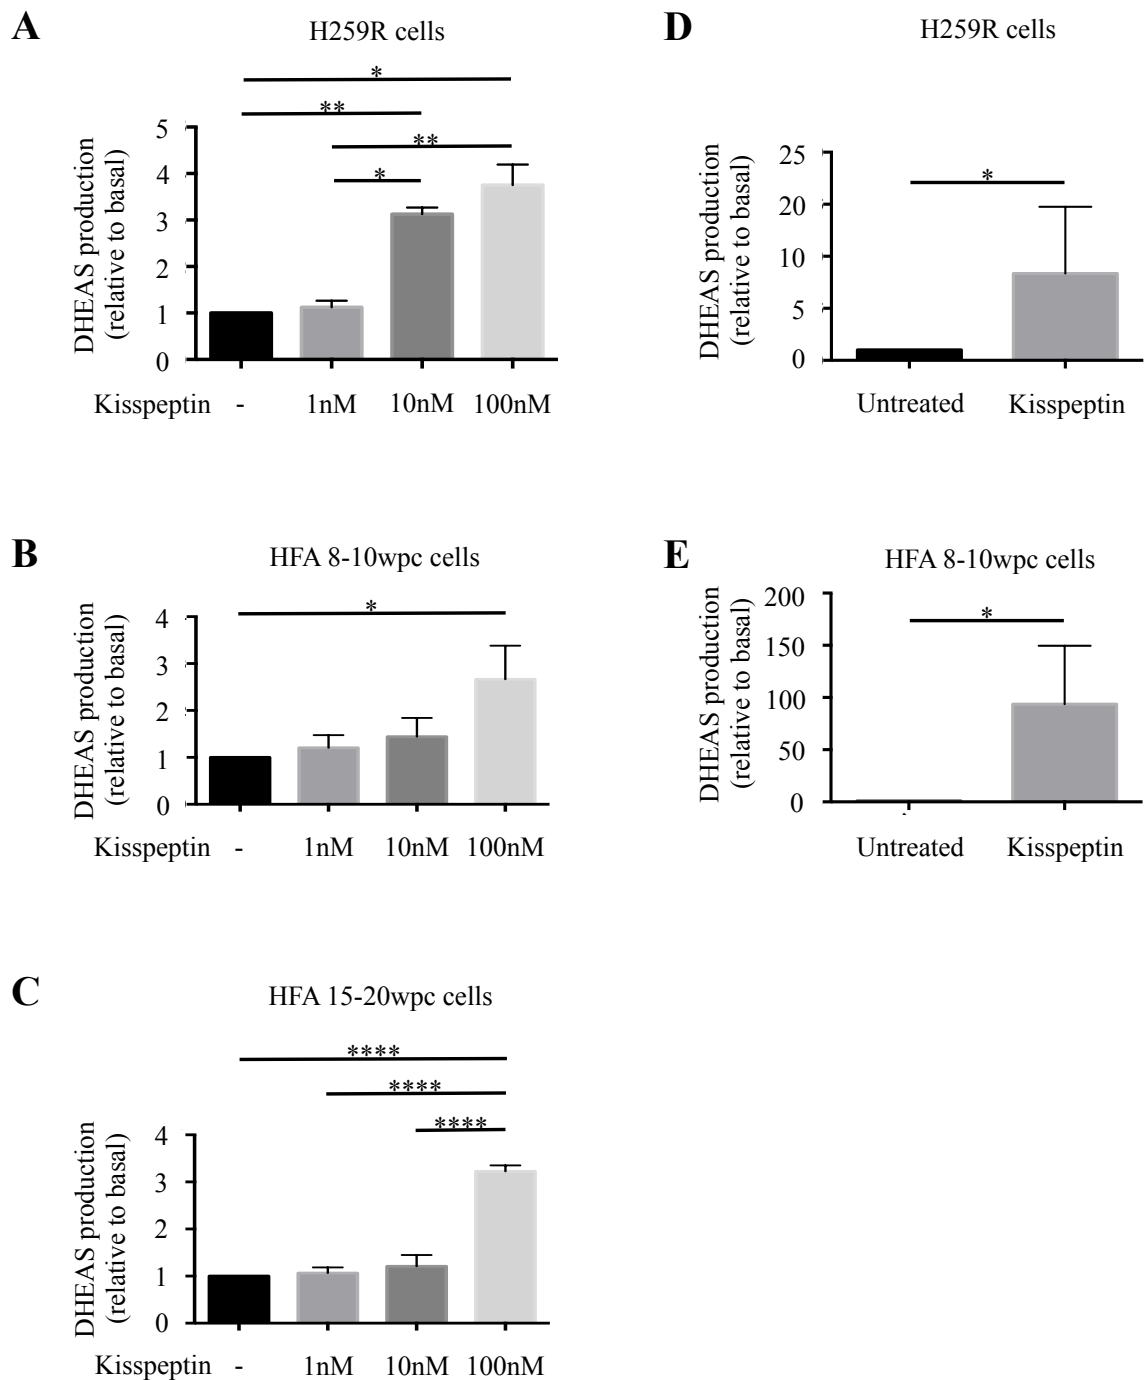 A
H259R cells
*
**
**
*
DHEAS production
(relative to basal)
5
4
3
2
1
0
Kisspeptin - 1nM 10nM 100nM
D
H259R cells
*
DHEAS production
(relative to basal)
25
20
10
5
0
Untreated Kisspeptin
B
HFA 8-10wpc cells
*
DHEAS production
(relative to basal)
4
3
2
1
0
Kisspeptin - 1nM 10nM 100nM
E
HFA 8-10wpc cells
*
DHEAS production
(relative to basal)
200
150
100
50
0
Untreated Kisspeptin
C
HFA 15-20wpc cells
****
****
****
DHEAS production
(relative to basal)
4
3
2
1
0
Kisspeptin - 1nM 10nM 100nM